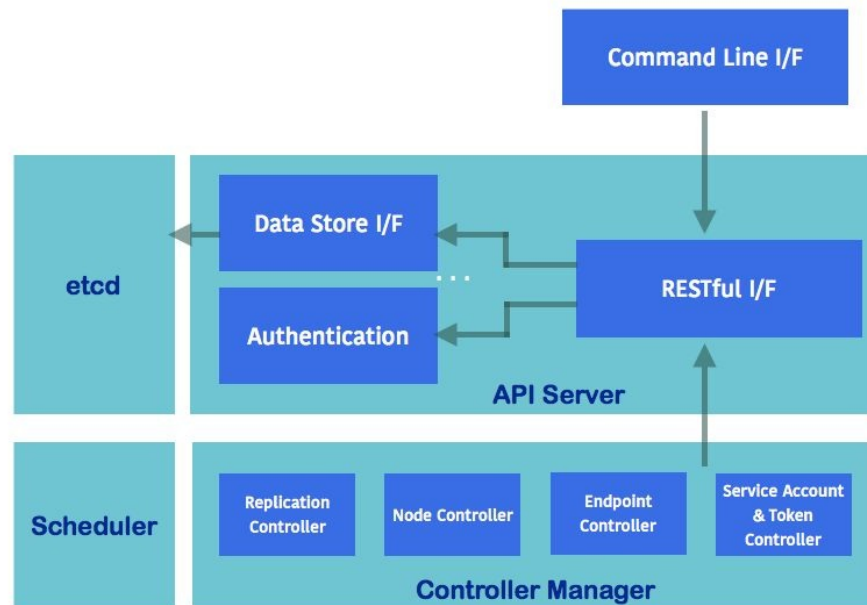 Command Line I/F
etcd
Data Store I/F
...
Authentication
RESTful I/F
API Server
Scheduler
Replication
Controller
Node Controller
Endpoint
Controller
Service Account
& Token
Controller
Controller Manager